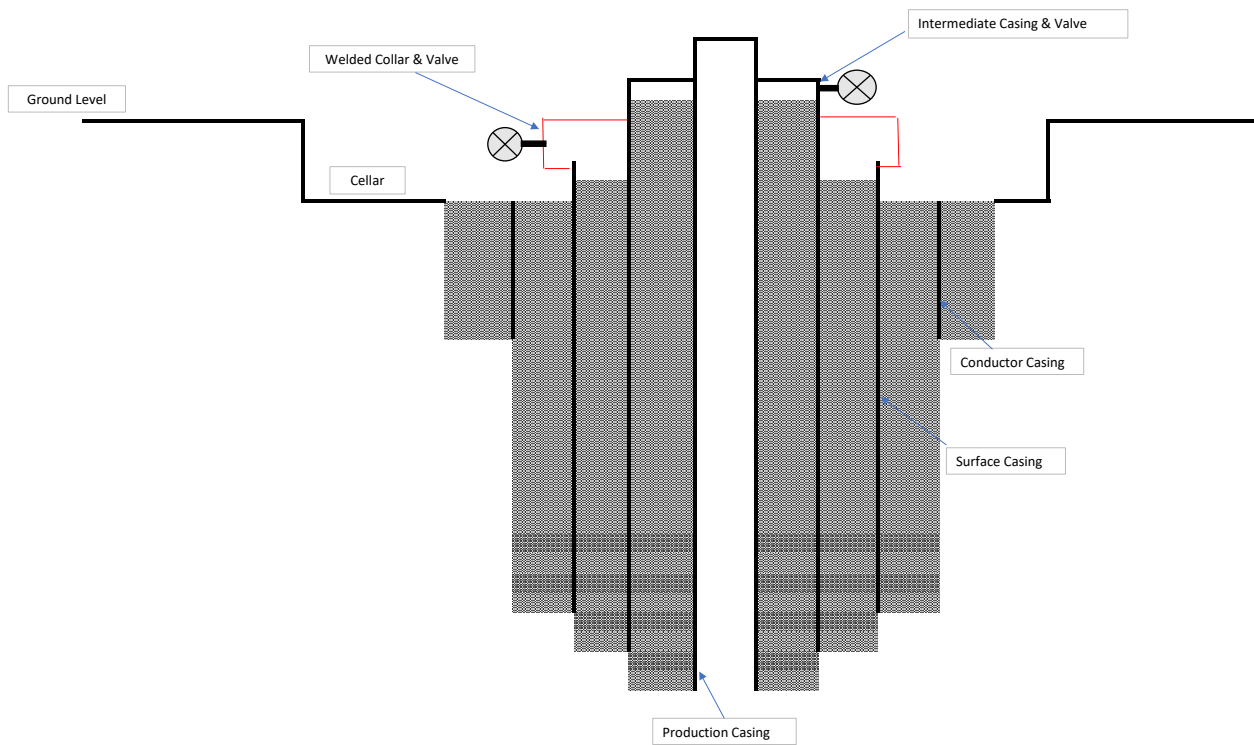 Intermediate Casing & Valve
Welded Collar & Valve
Ground Level
Cellar
Conductor Casing
Surface Casing
Production Casing